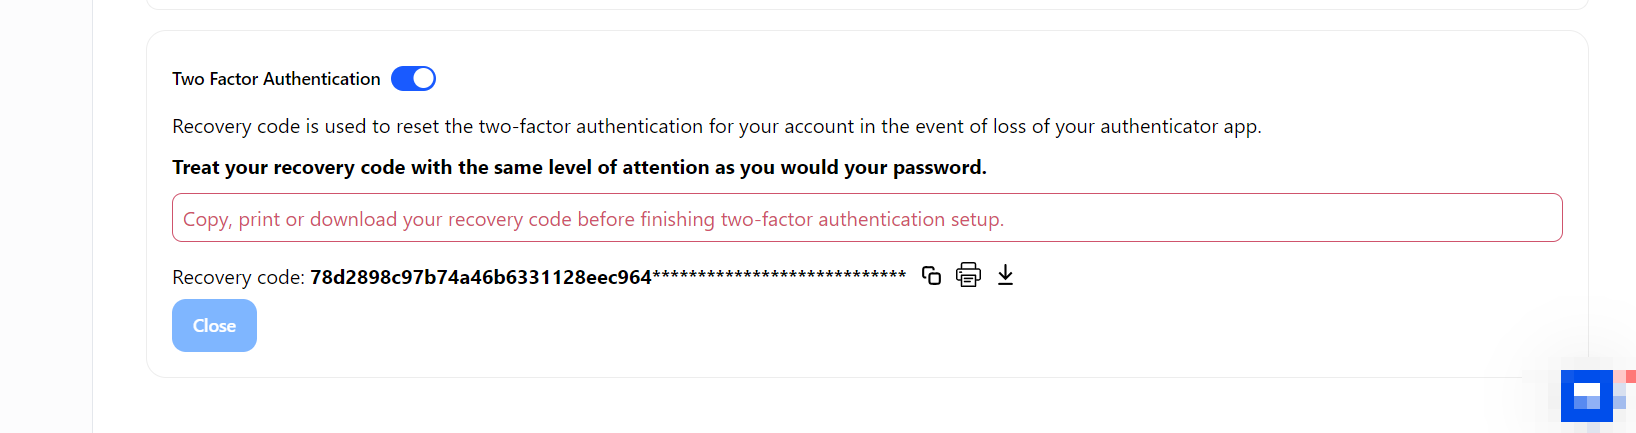 Two Factor Authentication
Recovery code is used to reset the two-factor authentication for your account in the event of loss of your authenticator app.
Treat your recovery code with the same level of attention as you would your password.
Copy, print or download your recovery code before finishing two-factor authentication setup.
Recovery code: 78d2898c97b74a46b6331128eec964****************************
Close